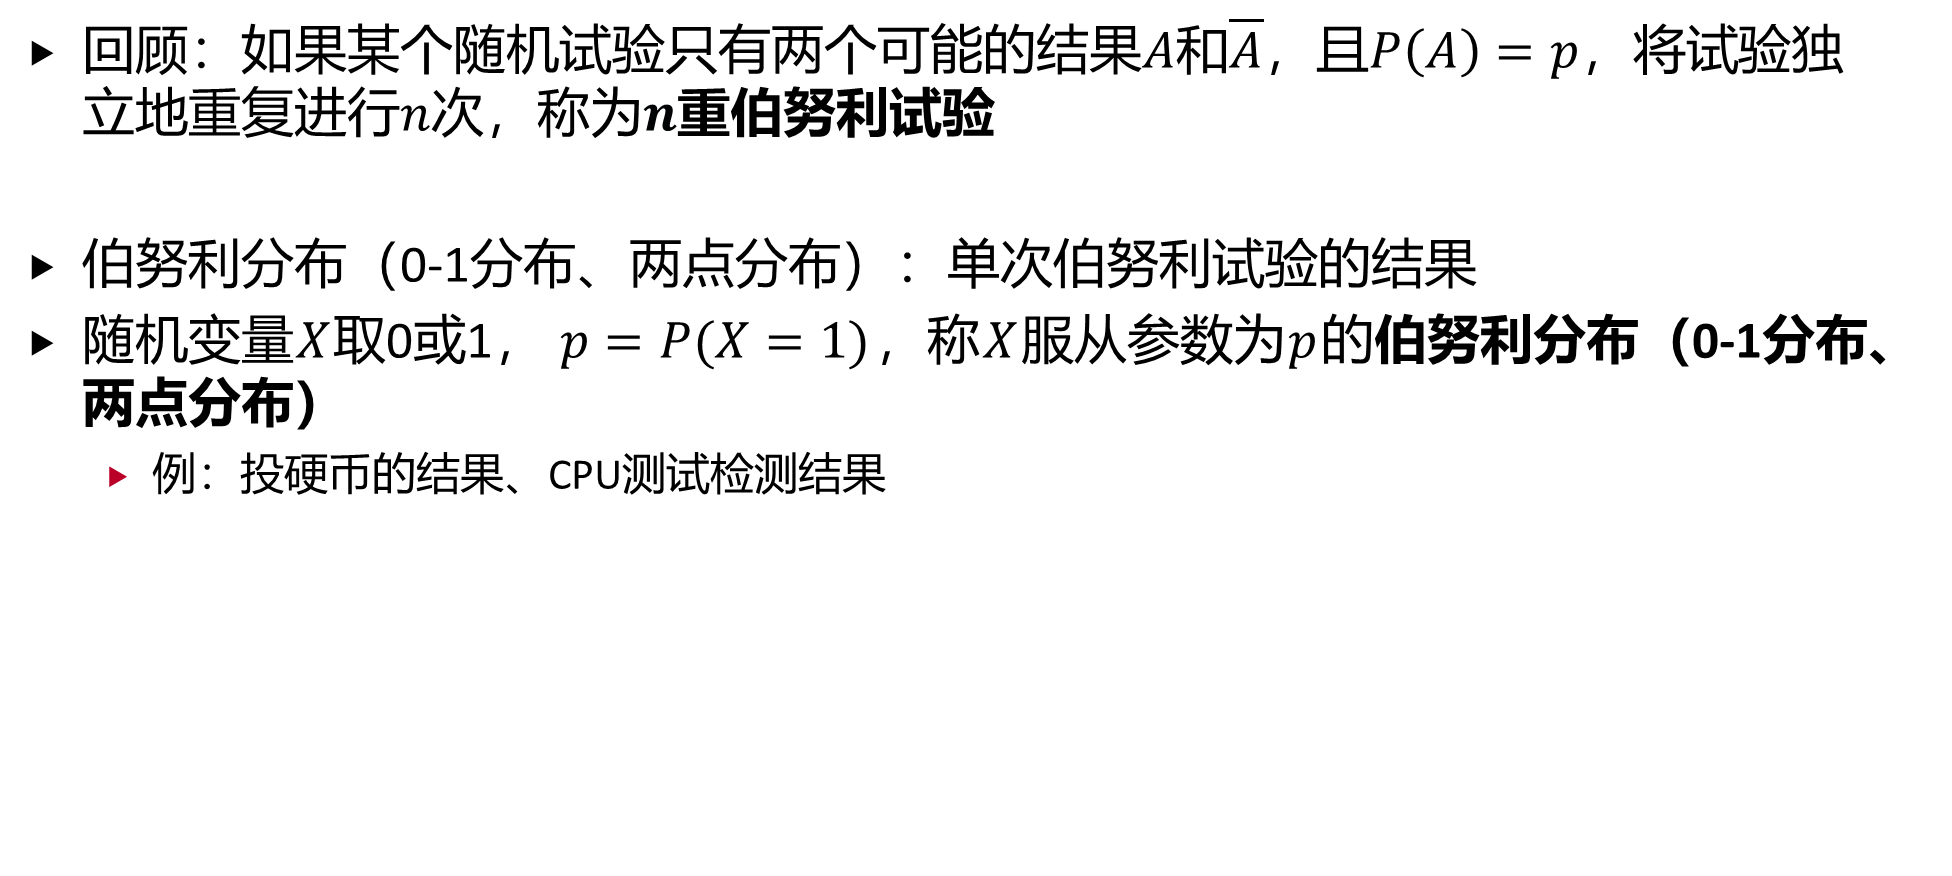 ▶ 回顾：如果某个随机试验只有两个可能的结果A和A̅，且P(A) = p，将试验独
立地重复进行n次，称为n重伯努利试验
▶ 伯努利分布（0-1分布、两点分布）：单次伯努利试验的结果
▶ 随机变量X取0或1， p = P(X = 1)，称X服从参数为p的伯努利分布（0-1分布、
两点分布）
▶ 例：投硬币的结果、CPU测试检测结果